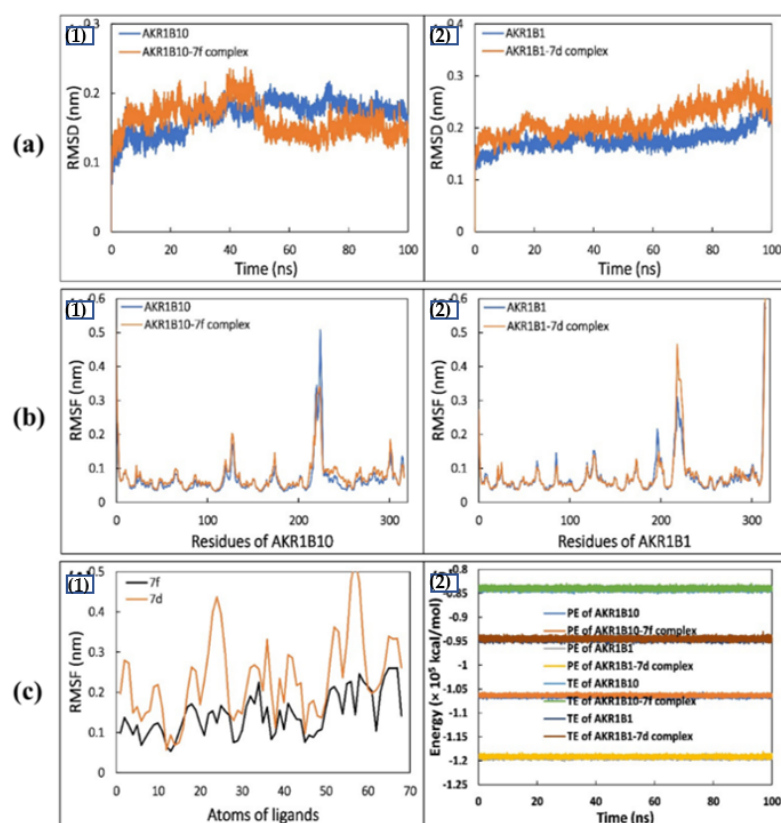 (a)
(1)
AKR1B10
AKR1B10-7f complex
0.3
0.2
0.1
0
RMSD (nm)
0 20 40 60 80 100
Time (ns)
(2)
AKR1B1
AKR1B1-7d complex
0.4
0.3
0.2
0.1
0
RMSD (nm)
0 20 40 60 80 100
Time (ns)
(b)
(1)
AKR1B10
AKR1B10-7f complex
0.6
0.5
0.4
0.3
0.2
0.1
0
RMSF (nm)
0 100 200 300
Residues of AKR1B10
(2)
AKR1B1
AKR1B1-7d complex
0.6
0.5
0.4
0.3
0.2
0.1
0
RMSF (nm)
0 100 200 300
Residues of AKR1B1
(c)
(1)
7f
7d
0.5
0.4
0.3
0.2
0.1
0
RMSF (nm)
0 10 20 30 40 50 60 70
Atoms of ligands
(2)
-0.8
-0.85
-0.9
-0.95
-1
-1.05
-1.1
-1.15
-1.2
-1.25
Energy (× 10⁵ kcal/mol)
PE of AKR1B10
PE of AKR1B10-7f complex
PE of AKR1B1
PE of AKR1B1-7d complex
TE of AKR1B10
TE of AKR1B10-7f complex
TE of AKR1B1
TE of AKR1B1-7d complex
0 20 40 60 80 100
Time (ns)